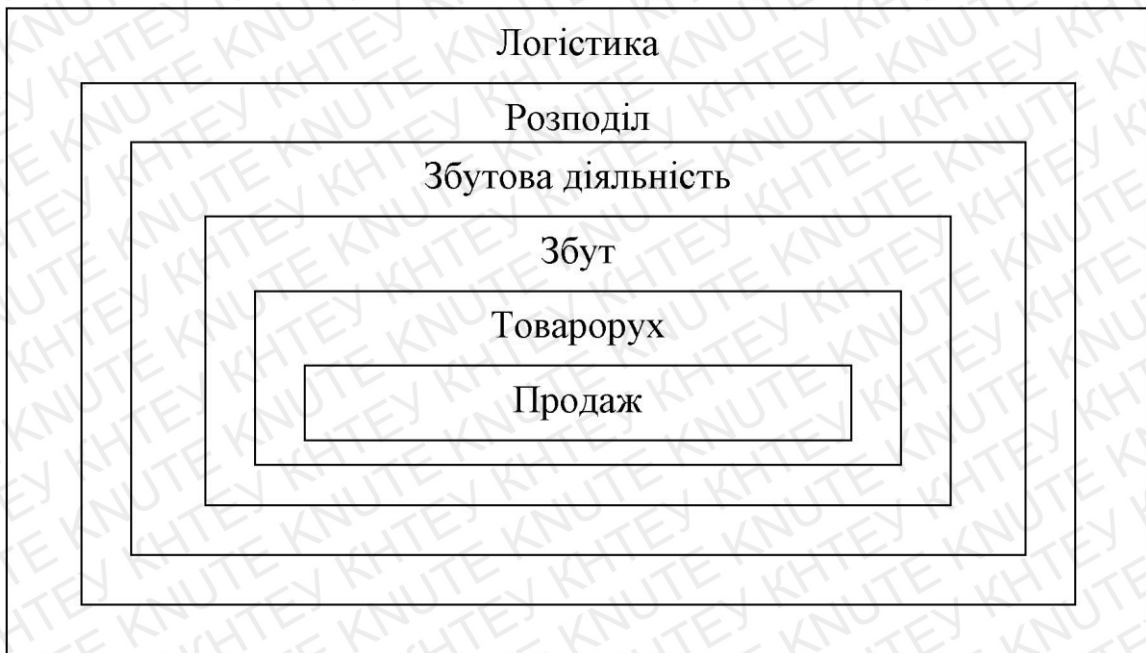 Логістика
Розподіл
Збутова діяльність
Збут
Товарорух
Продаж